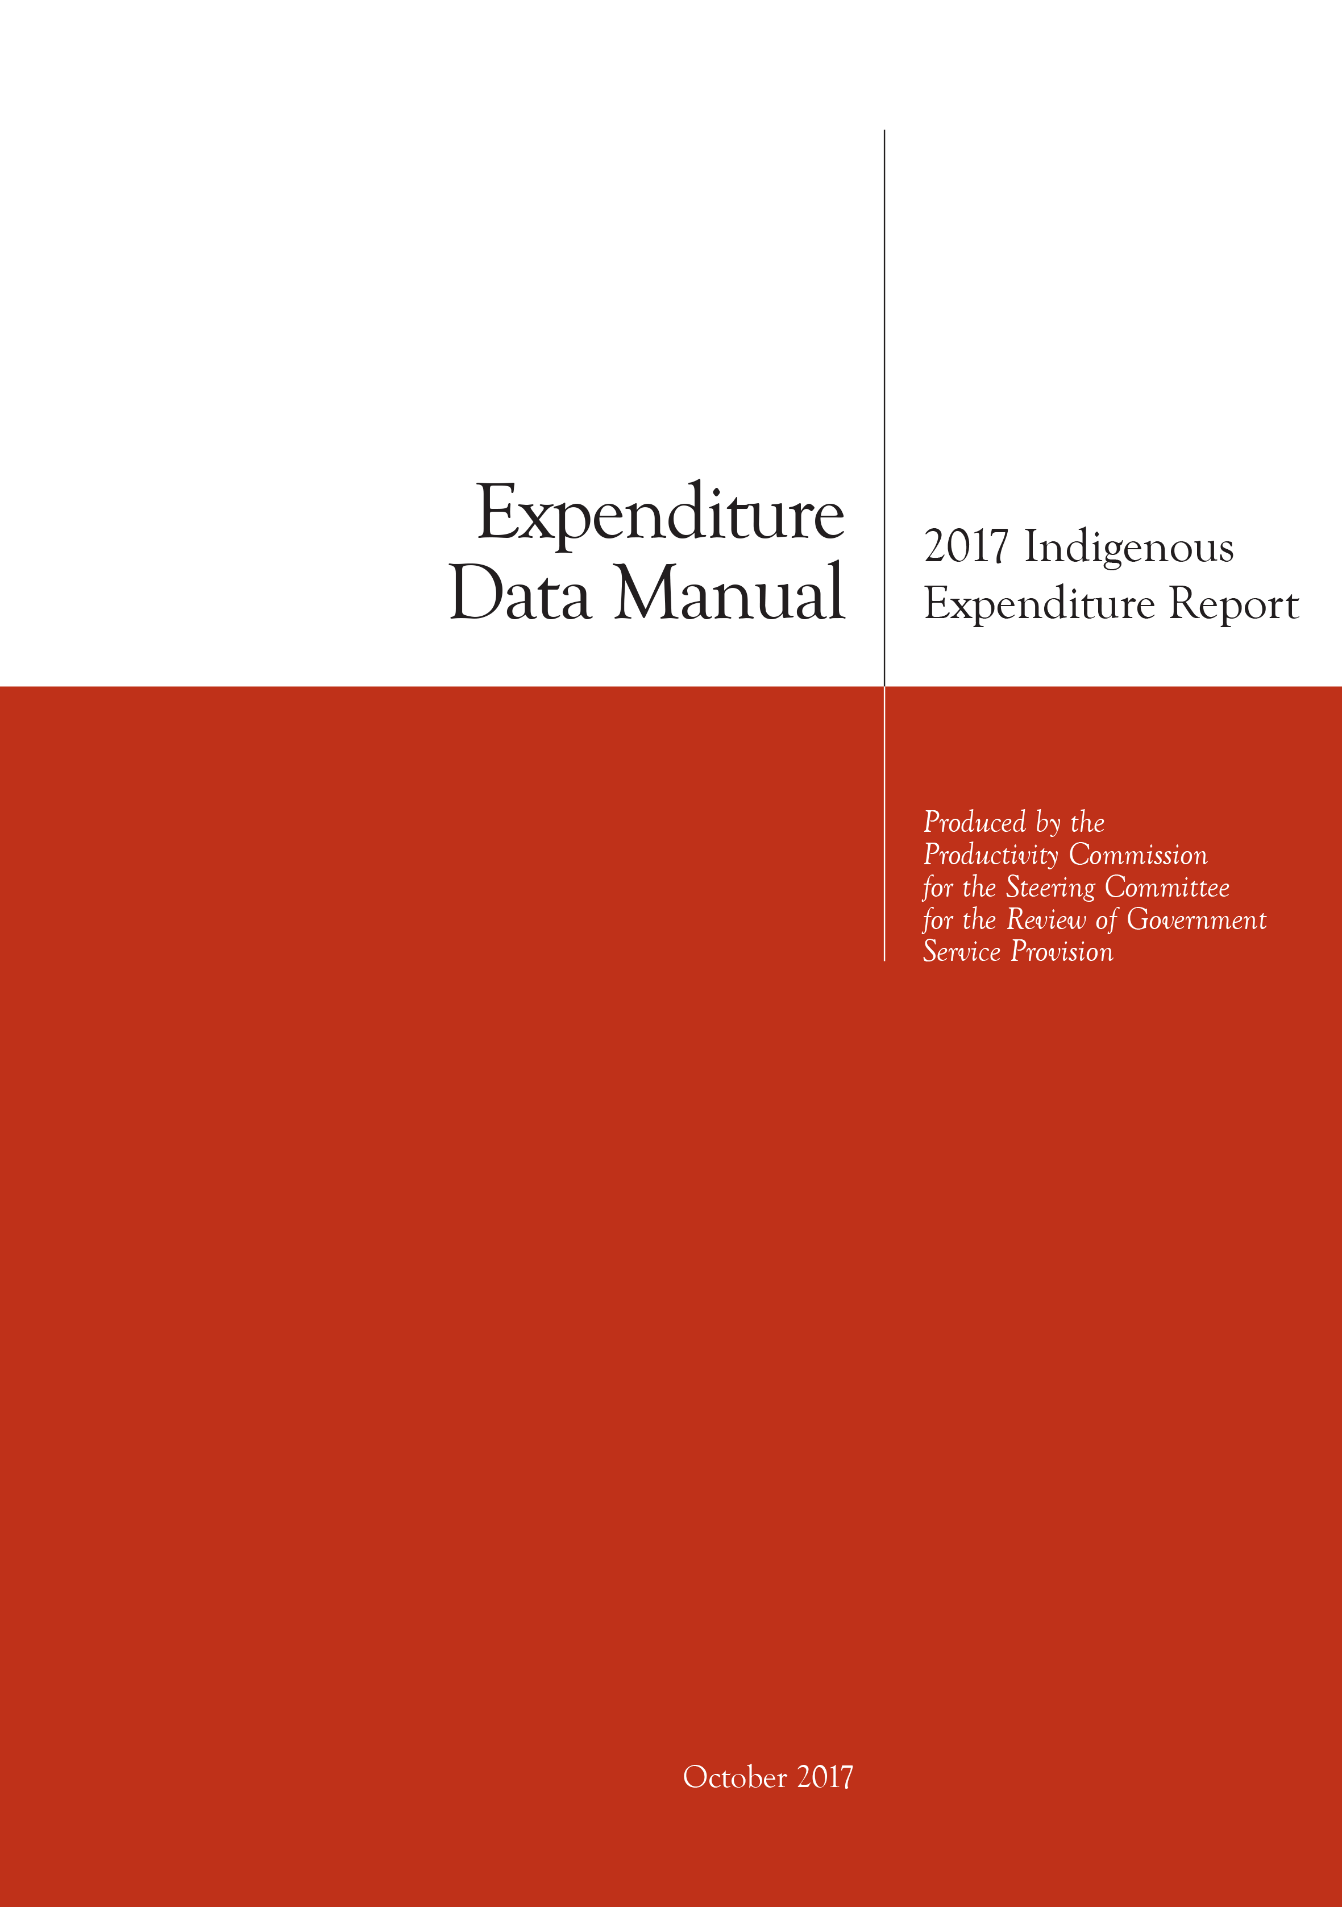 Expenditure
Data Manual
2017 Indigenous
Expenditure Report
Produced by the
Productivity Commission
for the Steering Committee
for the Review of Government
Service Provision
October 2017